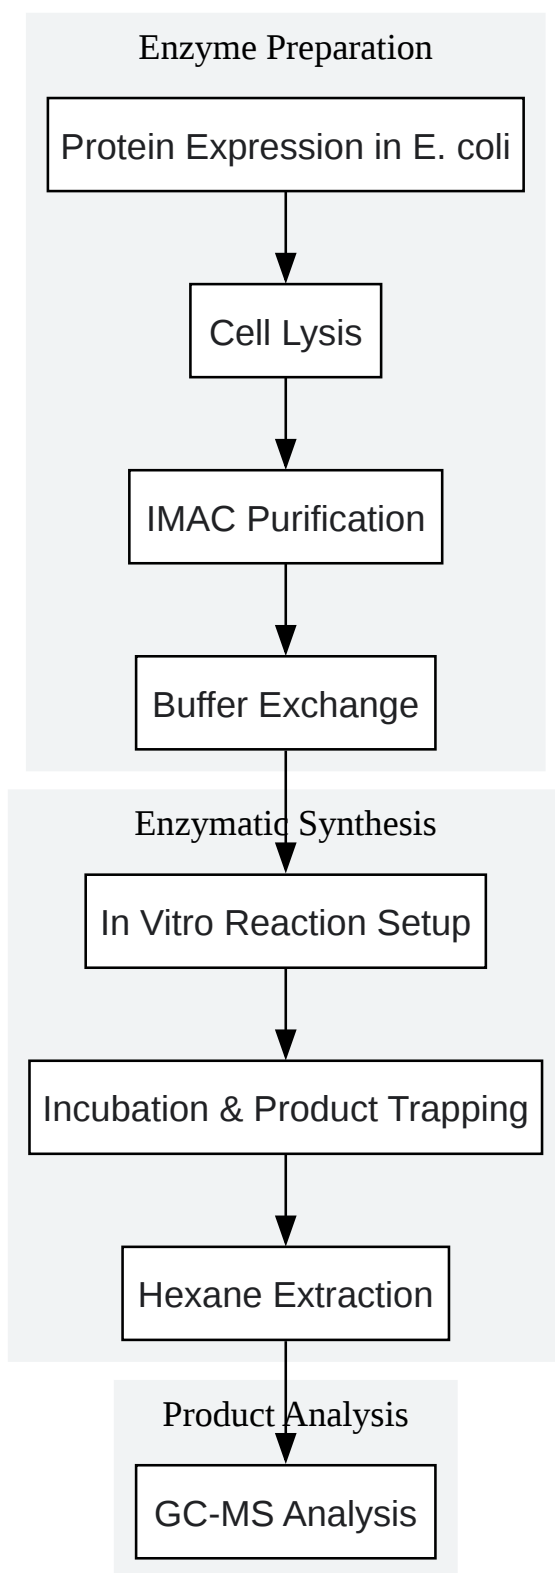 Enzyme Preparation
Protein Expression in E. coli
Cell Lysis
IMAC Purification
Buffer Exchange
Enzymatic Synthesis
In Vitro Reaction Setup
Incubation & Product Trapping
Hexane Extraction
Product Analysis
GC-MS Analysis